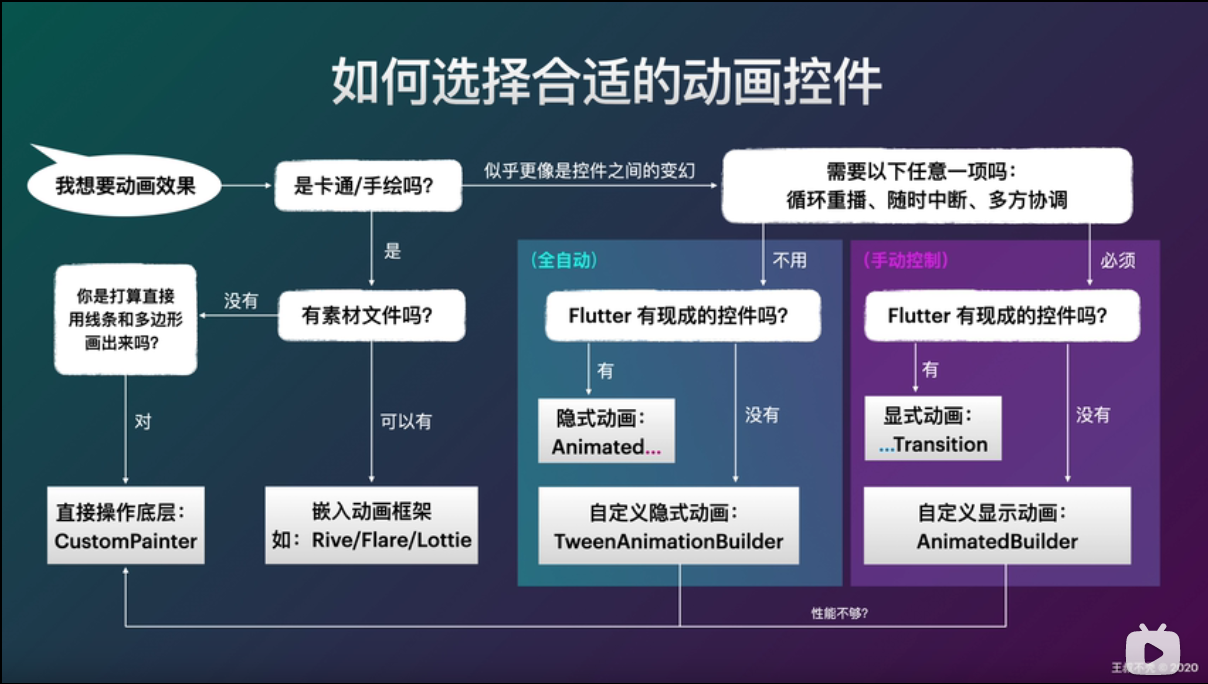 如何选择合适的动画控件
我想要动画效果
是卡通/手绘吗?
似乎更像是控件之间的变幻
需要以下任意一项吗:
循环重播、随时中断、多方协调
是
(全自动)
不用
(手动控制)
必须
你是打算直接
用线条和多边形
画出来吗?
没有
有素材文件吗?
Flutter 有现成的控件吗?
Flutter 有现成的控件吗?
对
可以有
有
没有
有
没有
隐式动画:
Animated...
显式动画:
...Transition
直接操作底层:
CustomPainter
嵌入动画框架
如: Rive/Flare/Lottie
自定义隐式动画:
TweenAnimationBuilder
自定义显示动画:
AnimatedBuilder
性能不够?
© 2020